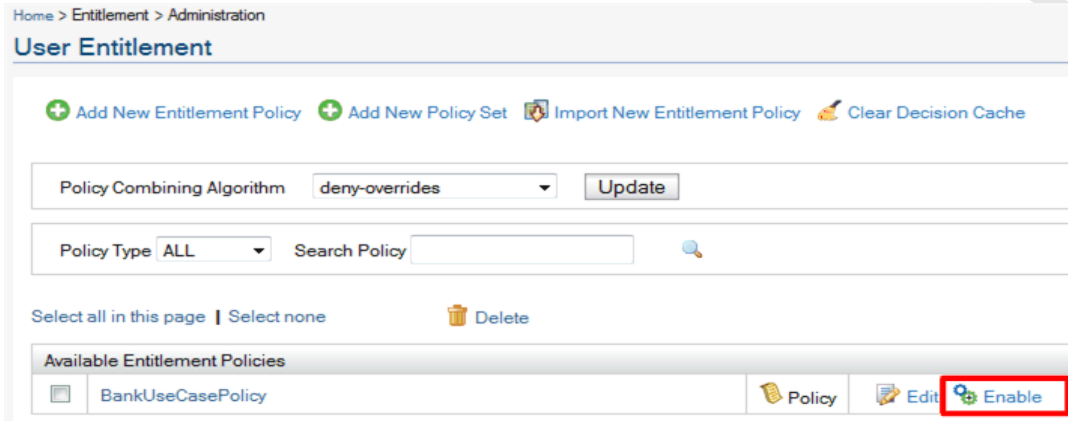 Home > Entitlement > Administration
User Entitlement
Add New Entitlement Policy Add New Policy Set Import New Entitlement Policy Clear Decision Cache
Policy Combining Algorithm deny-overrides Update
Policy Type ALL Search Policy
Select all in this page | Select none Delete
Available Entitlement Policies
BankUseCasePolicy Policy Edit Enable